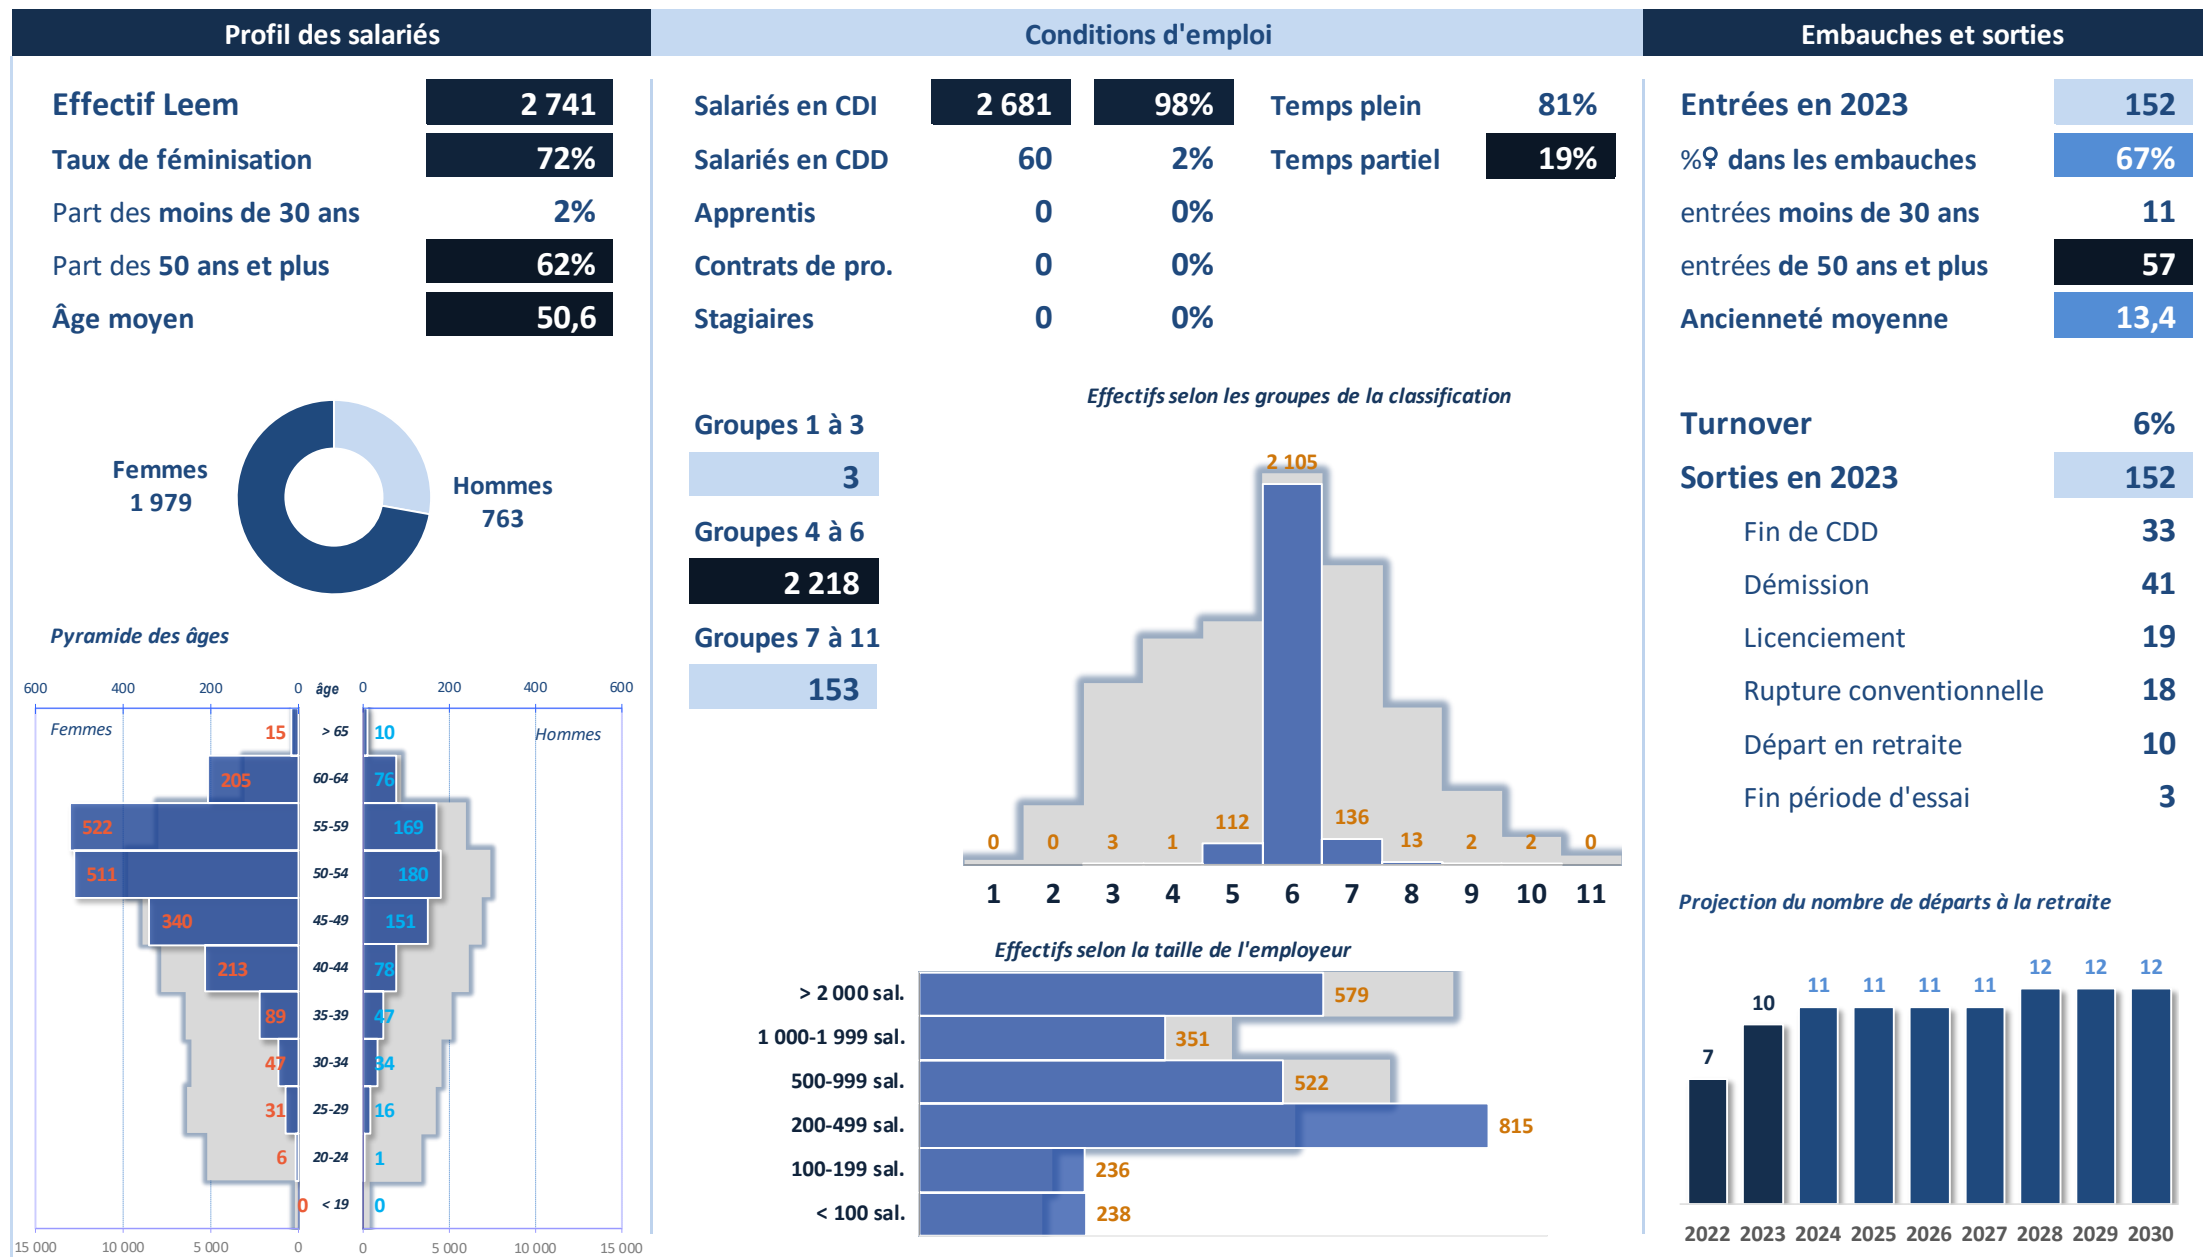 Profil des salariés
Effectif Leem 2 741
Taux de féminisation 72%
Part des moins de 30 ans 2%
Part des 50 ans et plus 62%
Âge moyen 50,6
Femmes
1 979
Hommes
763
Pyramide des âges
600 400 200 0 âge 0 200 400 600
Femmes Hommes
15 > 65 10
205 60-64 76
522 55-59 169
511 50-54 180
340 45-49 151
213 40-44 78
89 35-39 47
47 30-34 34
31 25-29 16
6 20-24 1
0 < 19 0
15 000 10 000 5 000 0 0 5 000 10 000 15 000
Conditions d'emploi
Salariés en CDI 2 681 98% Temps plein 81%
Salariés en CDD 60 2% Temps partiel 19%
Apprentis 0 0%
Contrats de pro. 0 0%
Stagiaires 0 0%
Groupes 1 à 3
3
Groupes 4 à 6
2 218
Groupes 7 à 11
153
Effectifs selon les groupes de la classification
0 0 3 1 112 2 105 136 13 2 2 0
1 2 3 4 5 6 7 8 9 10 11
Effectifs selon la taille de l'employeur
> 2 000 sal. 579
1 000-1 999 sal. 351
500-999 sal. 522
200-499 sal. 815
100-199 sal. 236
< 100 sal. 238
Embauches et sorties
Entrées en 2023 152
%♀ dans les embauches 67%
entrées moins de 30 ans 11
entrées de 50 ans et plus 57
Ancienneté moyenne 13,4
Turnover 6%
Sorties en 2023 152
Fin de CDD 33
Démission 41
Licenciement 19
Rupture conventionnelle 18
Départ en retraite 10
Fin période d'essai 3
Projection du nombre de départs à la retraite
7 10 11 11 11 11 12 12 12
2022 2023 2024 2025 2026 2027 2028 2029 2030